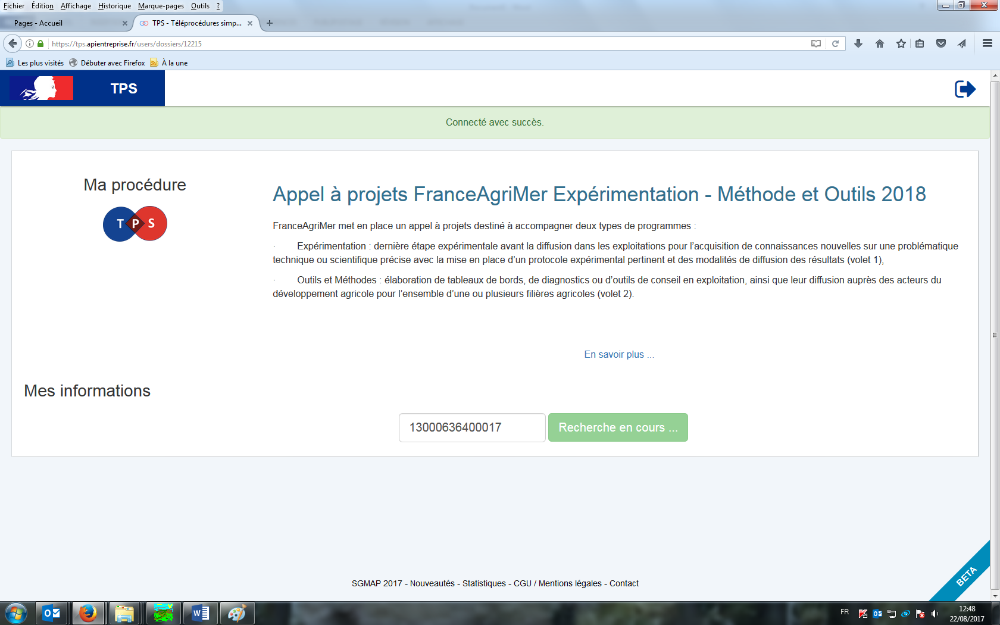 Fichier Édition Affichage Historique Marque-pages Outils ?
Pages - Accueil
TPS - Téléprocédures simp...
https://tps.apientreprise.fr/users/dossiers/12215
Les plus visités Débuter avec Firefox À la une
TPS
Connecté avec succès.
Ma procédure
T P S
Appel à projets FranceAgriMer Expérimentation - Méthode et Outils 2018
FranceAgriMer met en place un appel à projets destiné à accompagner deux types de programmes :
· Expérimentation : dernière étape expérimentale avant la diffusion dans les exploitations pour l’acquisition de connaissances nouvelles sur une problématique
technique ou scientifique précise avec la mise en place d’un protocole expérimental pertinent et des modalités de diffusion des résultats (volet 1),
· Outils et Méthodes : élaboration de tableaux de bords, de diagnostics ou d’outils de conseil en exploitation, ainsi que leur diffusion auprès des acteurs du
développement agricole pour l’ensemble d’une ou plusieurs filières agricoles (volet 2).
En savoir plus ...
Mes informations
13000636400017
Recherche en cours ...
BETA
SGMAP 2017 - Nouveautés - Statistiques - CGU / Mentions légales - Contact
FR
12:48
22/08/2017